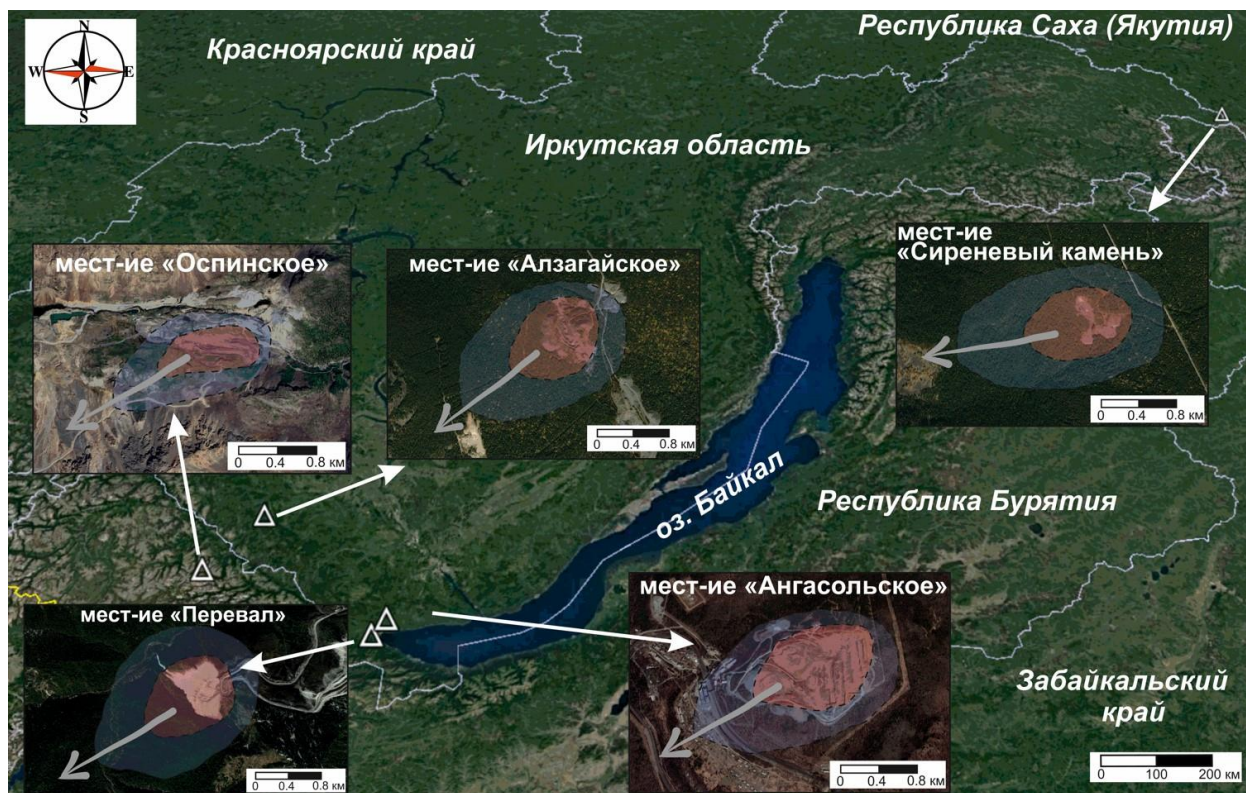 N
W E
S
Красноярский край
Республика Саха (Якутия)
Иркутская область
мест-ие «Оспинское»
0 0.4 0.8 км
мест-ие «Алзагайское»
0 0.4 0.8 км
мест-ие
«Сиреневый камень»
0 0.4 0.8 км
оз. Байкал
Республика Бурятия
мест-ие «Перевал»
0 0.4 0.8 км
мест-ие «Ангасольское»
0 0.4 0.8 км
Забайкальский
край
0 100 200 км